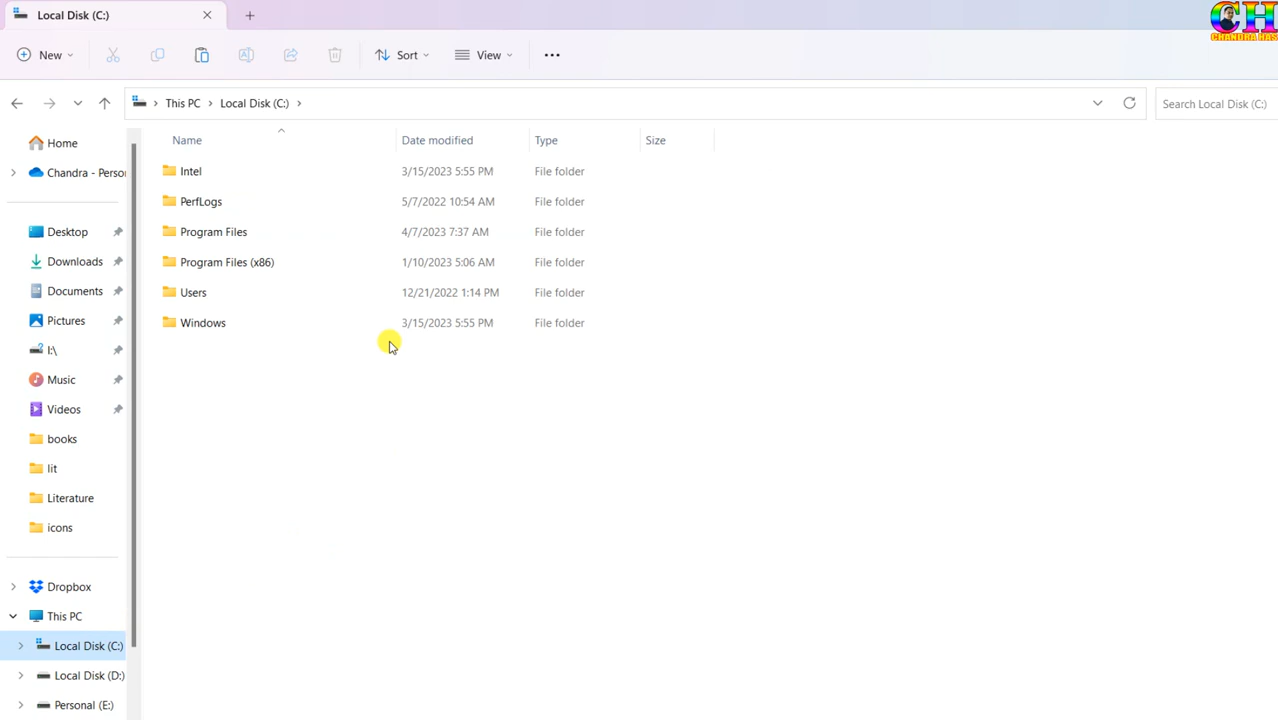 Local Disk (C:)
CH
New
Sort
View
This PC
Local Disk (C:)
Search Local Disk (C:)
Home
Chandra - Perso
Desktop
Downloads
Documents
Pictures
I:\
Music
Videos
books
lit
Literature
icons
Dropbox
This PC
Local Disk (C:)
Local Disk (D:)
Personal (E:)
Name Date modified Type Size
Intel 3/15/2023 5:55 PM File folder
PerfLogs 5/7/2022 10:54 AM File folder
Program Files 4/7/2023 7:37 AM File folder
Program Files (x86) 1/10/2023 5:06 AM File folder
Users 12/21/2022 1:14 PM File folder
Windows 3/15/2023 5:55 PM File folder